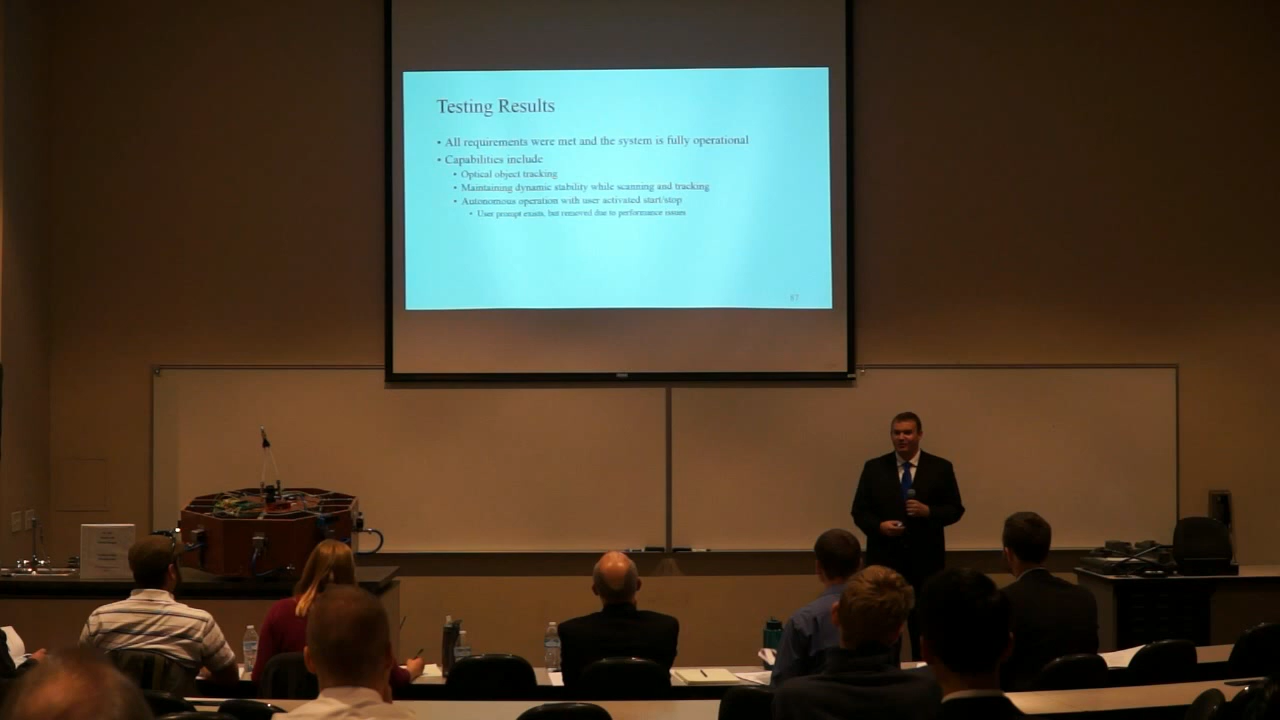 Testing Results
• All requirements were met and the system is fully operational
• Capabilities include
• Optical object tracking
• Maintaining dynamic stability while scanning and tracking
• Autonomous operation with user activated start/stop
• User prompt exists, but removed due to performance issues